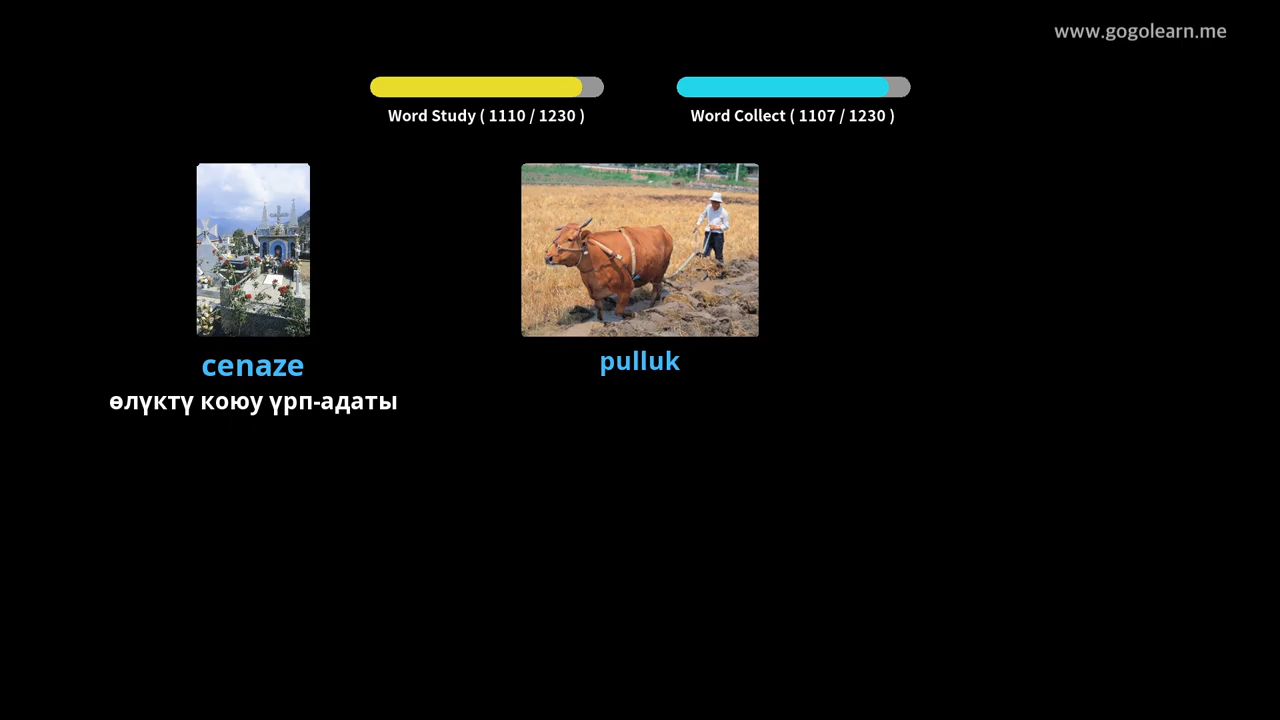 www.gogolearn.me
Word Study ( 1110 / 1230 )
Word Collect ( 1107 / 1230 )
cenaze
pulluk
өлүктү коюу үрп-адаты